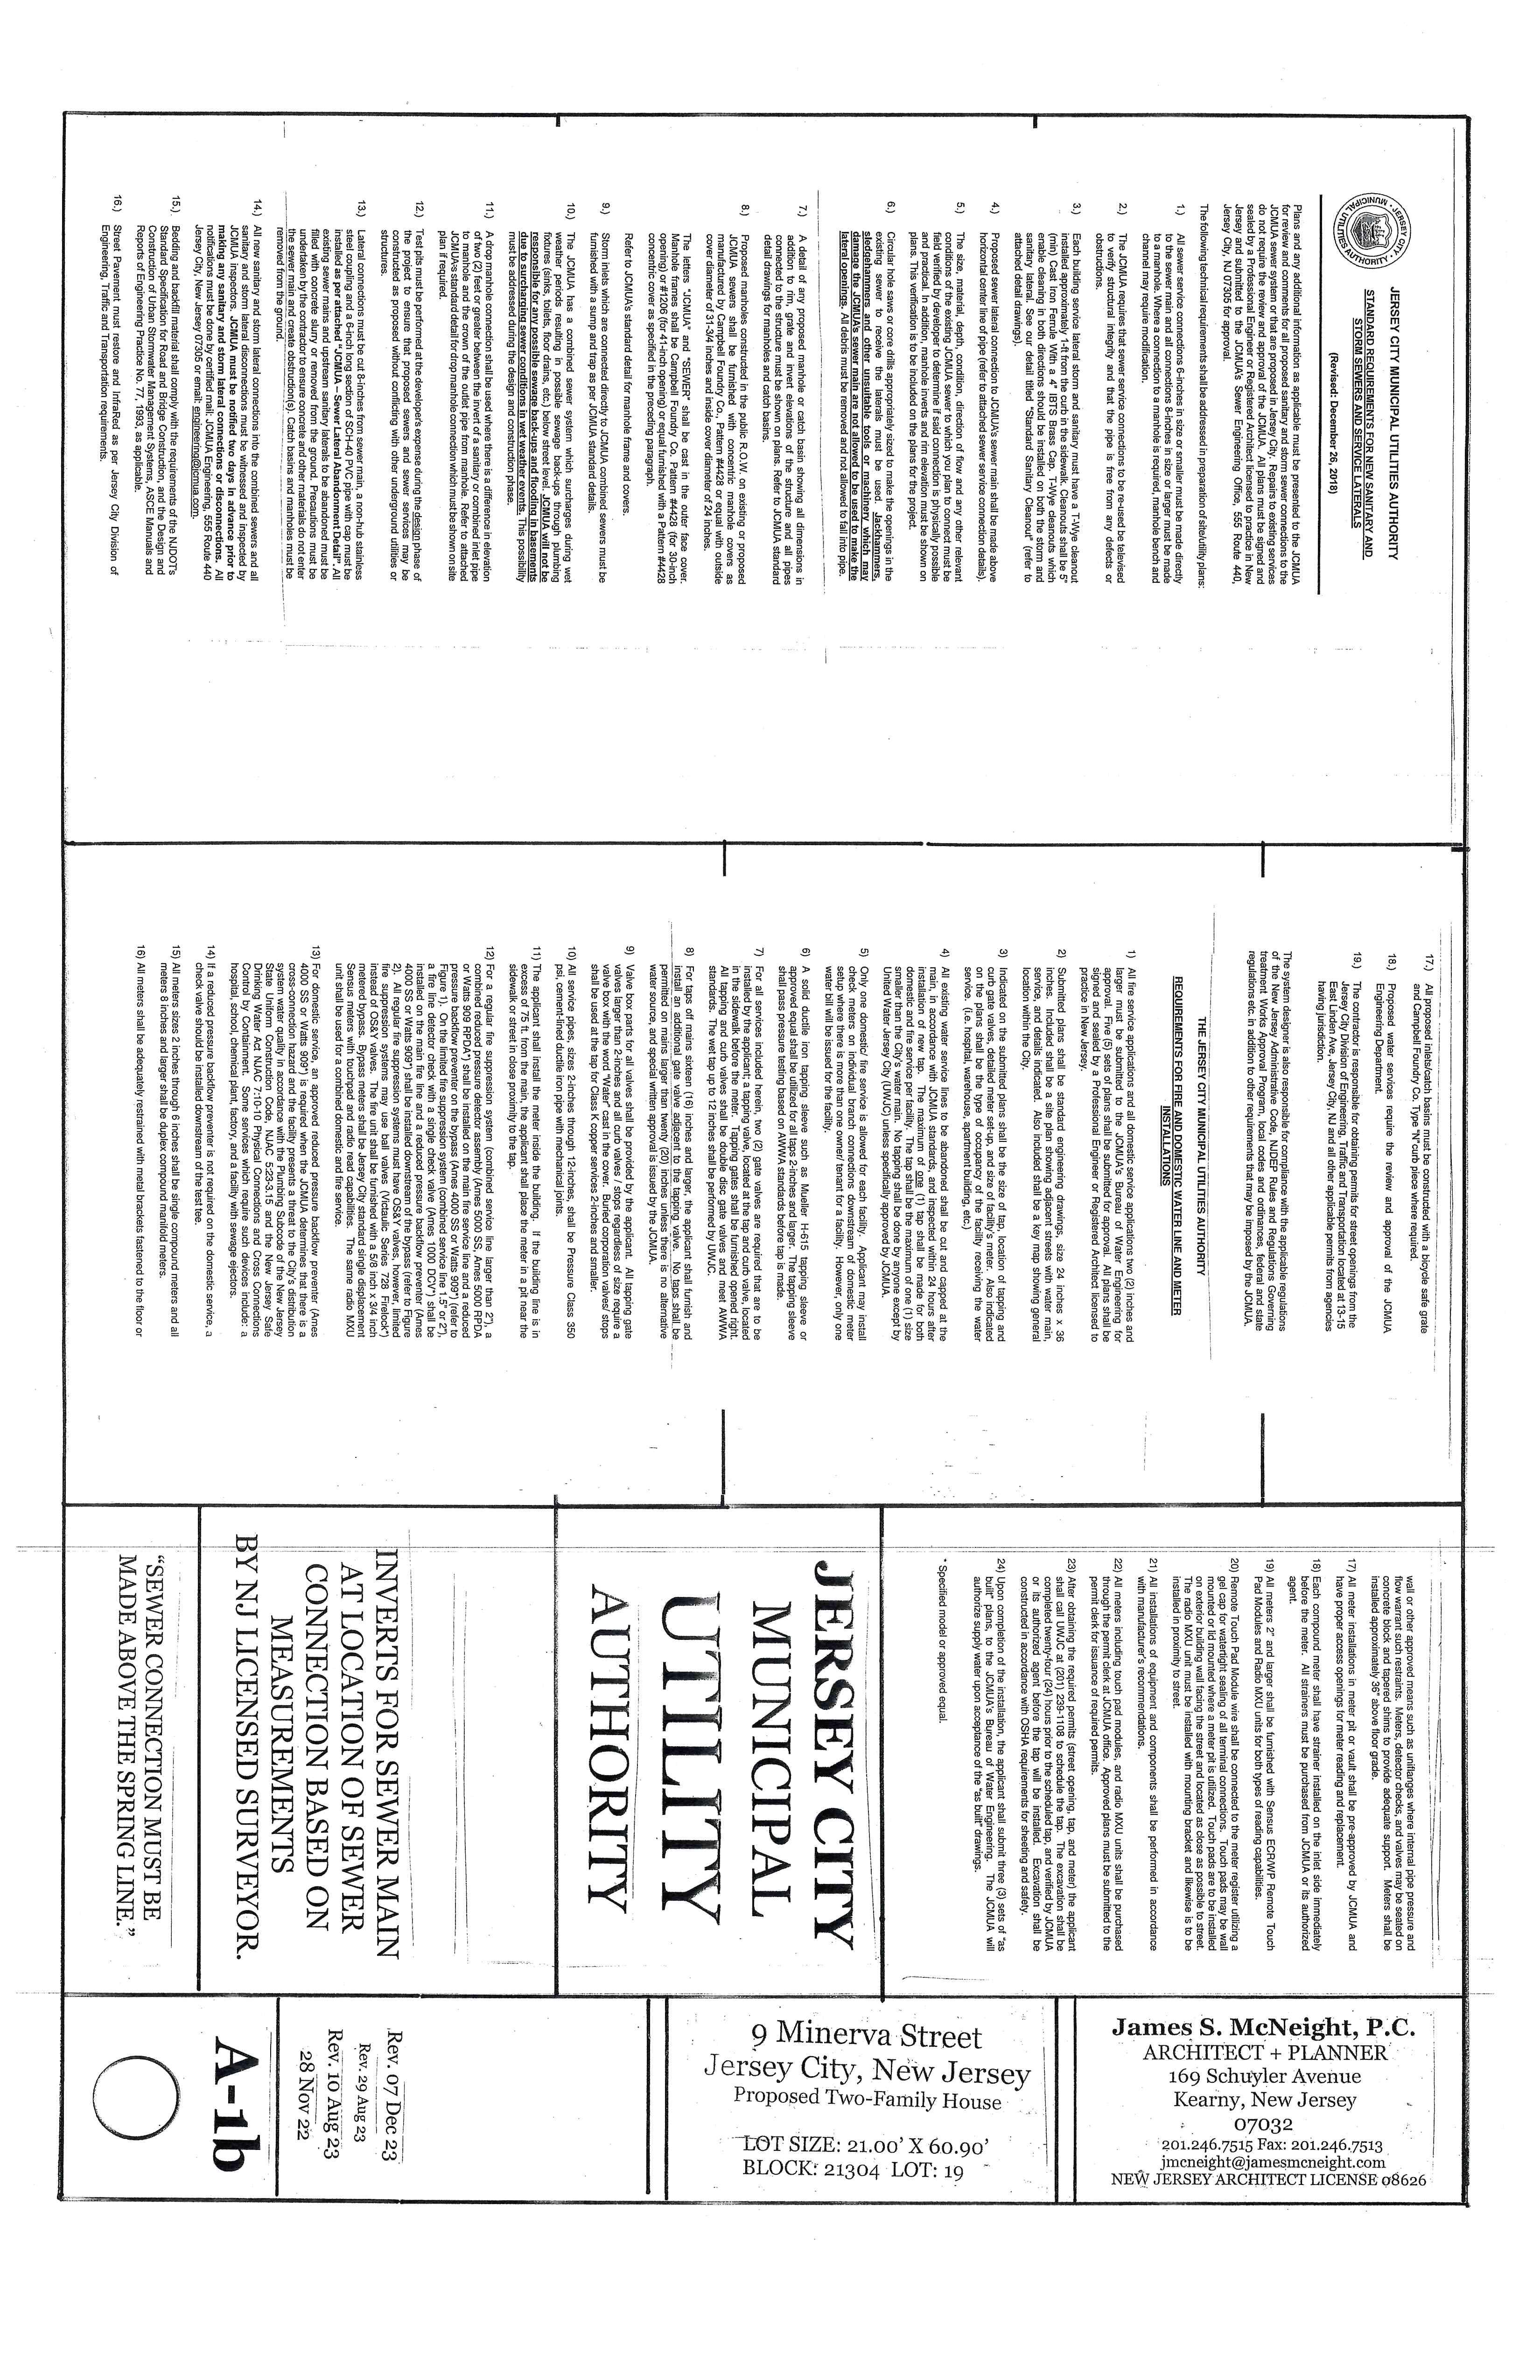 JERSEY CITY MUNICIPAL UTILITIES AUTHORITY
STANDARD REQUIREMENTS FOR NEW SANITARY AND
STORM SEWERS AND SERVICE LATERALS
(Revised: December 26, 2018)
Plans and any additional information as applicable must be presented to the JCMUA
for review and comments for all proposed sanitary and storm sewer connections to the
JCMUA sewer system or that are proposed in Jersey City. Repairs to existing services
do not require the review and approval of the JCMUA. All plans must be signed and
sealed by a Professional Engineer or Registered Architect licensed to practice in New
Jersey and submitted to the JCMUA's Sewer Engineering Office, 555 Route 440,
Jersey City, NJ 07305 for approval.
The following technical requirements shall be addressed in preparation of site/utility plans:
1.) All sewer service connections 6-inches in size or smaller must be made directly
to the sewer main and all connections 8-inches in size or larger must be made
to a manhole. Where a connection to a manhole is required, manhole bench and
channel may require modification.
2.) The JCMUA requires that sewer service connections to be re-used be televised
to verify structural integrity and that the pipe is free from any defects or
obstructions.
3.) Each building service lateral storm and sanitary must have a T-Wye cleanout
installed approximately 1-ft from the curb in the sidewalk. Cleanouts shall be 5"
(min) Cast Iron Ferrule With a 4" IBTS Brass Cap. T-Wye cleanouts which
enable cleaning in both directions should be installed on both the storm and
sanitary lateral. See our detail titled "Standard Sanitary Cleanout" (refer to
attached detail drawings).
4.) Proposed sewer lateral connection to JCMUA's sewer main shall be made above
horizontal center line of pipe (refer to attached sewer service connection details).
5.) The size, material, depth, condition, direction of flow and any other relevant
conditions of the existing JCMUA sewer to which you plan to connect must be
field verified by developer to determine if said connection is physically possible
and practical. In addition, manhole inverts and rim elevation must be shown on
plans. This verification is to be included on the plans for the project.
6.) Circular hole saws or core drills appropriately sized to make the openings in the
existing sewer to receive the laterals must be used. Jackhammers,
sledgehammers and other unsuitable tools or machinery which may
damage the JCMUA's sewer main are not allowed to be used to make the
lateral openings. All debris must be removed and not allowed to fall into pipe.
7.) A detail of any proposed manhole or catch basin showing all dimensions in
addition to rim, grate and invert elevations of the structure and all pipes
connected to the structure must be shown on plans. Refer to JCMUA standard
detail drawings for manholes and catch basins.
8.) Proposed manholes constructed in the public R.O.W. on existing or proposed
JCMUA sewers shall be furnished with concentric manhole covers as
manufactured by Campbell Foundry Co., Pattern #4428 or equal with outside
cover diameter of 31-3/4 inches and inside cover diameter of 24 inches.
The letters "JCMUA" and "SEWER" shall be cast in the outer face cover.
Manhole frames shall be Campbell Foundry Co. Pattern #4428 (for 30-inch
opening) or #1206 (for 41-inch opening) or equal furnished with a Pattern #4428
concentric cover as specified in the preceding paragraph.
Refer to JCMUA's standard detail for manhole frame and covers.
9.) Storm inlets which are connected directly to JCMUA combined sewers must be
furnished with a sump and trap as per JCMUA standard details.
10.) The JCMUA has a combined sewer system which surcharges during wet
weather periods resulting in possible sewage back-ups through plumbing
fixtures (sinks, toilets, floor drains, etc.) below street level. JCMUA will not be
responsible for any possible sewage back-ups and flooding in basements
due to surcharging sewer conditions in wet weather events. This possibility
must be addressed during the design and construction phase.
11.) A drop manhole connection shall be used where there is a difference in elevation
of two (2) feet or greater between the invert of a sanitary or combined inlet pipe
to manhole and the crown of the outlet pipe from manhole. Refer to attached
JCMUA's standard detail for drop manhole connection which must be shown on site
plan if required.
12.) Test pits must be performed at the developer's expense during the design phase of
the project, to ensure that proposed sewers and sewer services may be
constructed as proposed without conflicting with other underground utilities or
structures.
13.) Lateral connections must be cut 8-inches from sewer main, a non-hub stainless
steel coupling and a 6-inch long section of SCH-40 PVC pipe with cap must be
installed as per attached "JCMUA – Sewer Lateral Abandonment Detail". All
existing sewer mains and upstream sanitary laterals to be abandoned must be
filled with concrete slurry or removed from the ground. Precautions must be
undertaken by the contractor to ensure concrete and other materials do not enter
the sewer main and create obstruction(s). Catch basins and manholes must be
removed from the ground.
14.) All new sanitary and storm lateral connections into the combined sewers and all
sanitary and storm lateral disconnections must be witnessed and inspected by
JCMUA inspectors. JCMUA must be notified two days in advance prior to
making any sanitary and storm lateral connections or disconnections. All
notifications must be done by certified mail: JCMUA Engineering, 555 Route 440
Jersey City, New Jersey 07305 or email: engineering@jcmua.com.
15.) Bedding and backfill material shall comply with the requirements of the NJDOT's
Standard Specification for Road and Bridge Construction, and the Design and
Construction of Urban Stormwater Management Systems, ASCE Manuals and
Reports of Engineering Practice No. 77, 1993, as applicable.
16.) Street Pavement must restore and InfraRed as per Jersey City Division of
Engineering, Traffic and Transportation requirements.
17.) All proposed inlets/catch basins must be constructed with a bicycle safe grate
and Campbell Foundry Co. Type "N" curb piece where required.
18.) Proposed water services require the review and approval of the JCMUA
Engineering Department.
19.) The contractor is responsible for obtaining permits for street openings from the
Jersey City Division of Engineering, Traffic and Transportation located at 13-15
East Linden Ave, Jersey City, NJ and all other applicable permits from agencies
having jurisdiction.
The system designer is also responsible for compliance with the applicable regulations
of the New Jersey Administrative Code, NJDEP Rules and Regulations Governing
treatment Works Approval Program, local codes and ordinances, federal and state
regulations etc. in addition to other requirements that may be imposed by the JCMUA.
THE JERSEY CITY MUNICIPAL UTILITIES AUTHORITY
REQUIREMENTS FOR FIRE AND DOMESTIC WATER LINE AND METER
INSTALLATIONS
1) All fire service applications and all domestic service applications two (2) inches and
larger must be submitted to the JCMUA's Bureau of Water Engineering for
approval. Five (5) sets of plans shall be submitted for approval. All plans shall be
signed and sealed by a Professional Engineer or Registered Architect licensed to
practice in New Jersey.
2) Submitted plans shall be standard engineering drawings, size 24 inches x 36
inches. Included shall be a site plan showing adjacent streets with water main,
service, and details indicated. Also included shall be a key map showing general
location within the City.
3) Indicated on the submitted plans shall be the size of tap, location of tapping and
curb gate valves, detailed meter set-up, and size of facility's meter. Also indicated
on the plans shall be the type of occupancy of the facility receiving the water
service. (i.e. hospital, warehouse, apartment building, etc.)
4) All existing water service lines to be abandoned shall be cut and capped at the
main, in accordance with JCMUA standards, and inspected within 24 hours after
installation of new tap. The maximum of one (1) tap shall be made for both
domestic and fire service per facility. The tap shall be the maximum of one (1) size
smaller than the City's water main. No tapping shall be done by anyone except by
United Water Jersey City (UWJC) unless specifically approved by JCMUA.
5) Only one domestic/ fire service is allowed for each facility. Applicant may install
check meters on individual branch connections downstream of domestic meter
setup where there is more than one owner/ tenant for a facility. However, only one
water bill will be issued for the facility.
6) A solid ductile iron tapping sleeve such as Mueller H-615 tapping sleeve or
approved equal shall be utilized for all taps 2-inches and larger. The tapping sleeve
shall pass pressure testing based on AWWA standards before tap is made.
7) For all services included herein, two (2) gate valves are required that are to be
installed by the applicant; a tapping valve, located at the tap and curb valve, located
in the sidewalk before the meter. Tapping gates shall be furnished opened right.
All tapping and curb valves shall be double disc gate valves and meet AWWA
standards. The wet tap up to 12 inches shall be performed by UWJC.
8) For taps off mains sixteen (16) inches and larger, the applicant shall furnish and
install an additional gate valve adjacent to the tapping valve. No taps shall be
permitted on mains larger than twenty (20) inches unless there is no alternative
water source, and special written approval is issued by the JCMUA.
9) Valve box parts for all valves shall be provided by the applicant. All tapping gate
valves larger than 2-inches and all curb valves / stops regardless of size require a
valve box with the word "Water" cast in the cover. Buried corporation valves/ stops
shall be used at the tap for Class K copper services 2-inches and smaller.
10) All service pipes, sizes 2-inch through 12-inches, shall be Pressure Class 350
psi, cement-lined ductile iron pipe with mechanical joints.
11) The applicant shall install the meter inside the building. If the building line is in
excess of 75 ft. from the main, the applicant shall place the meter in a pit near the
sidewalk or street in close proximity to the tap.
12) For a regular fire suppression system (combined service line larger than 2"), a
combined reduced pressure detector assembly (Ames 5000 SS, Ames 5000 RPDA
or Watts 909 RPDA*) shall be installed on the main fire service line and a reduced
pressure backflow preventer on the bypass (Ames 4000 SS or Watts 909*) (refer to
Figure 1). On the limited fire suppression system (combined service line 1.5" or 2"),
a fire line detector check with a single check valve (Ames 1000 DCV*) shall be
installed on the main fire line and a reduced pressure backflow preventer (Ames
4000 SS or Watts 909*) shall be installed downstream of the bypass (refer to Figure
2). All regular fire suppression systems must have OS&Y valves, however, limited
fire suppression systems may use ball valves (Victaulic Series 728 Firelock*)
instead of OS&Y valves. The fire unit shall be furnished with a 5/8 inch x 3/4 inch
metered bypass. Bypass meters shall be Jersey City standard single displacement
Sensus meters with touchpad and radio read capabilities. The same radio MXU
unit shall be used for a combined domestic and fire service.
13) For domestic service, an approved reduced pressure backflow preventer (Ames
4000 SS or Watts 909*) is required when the JCMUA determines that there is a
cross-connection hazard and the facility presents a threat to the City's distribution
system water quality in accordance with the Plumbing Subcode of the New Jersey
State Uniform Construction Code, NJAC 5:23-3.15 and the New Jersey Safe
Drinking Water Act NJAC 7:10-10 Physical Connections and Cross Connections
Control by Containment. Some services which require such devices include: a
hospital, school, chemical plant, factory, and a facility with sewage ejectors.
14) If a reduced pressure backflow preventer is not required on the domestic service, a
check valve should be installed downstream of the test tee.
15) All meters sizes 2 inches through 6 inches shall be single compound meters and all
meters 8 inches and larger shall be duplex compound manifold meters.
16) All meters shall be adequately restrained with metal brackets fastened to the floor or
wall or other approved means such as uniflanges where internal pipe pressure and
flow warrant such restraints. Meters, detector checks, and valves may be seated on
concrete block and tapered shims to provide adequate support. Meters shall be
installed approximately 36" above floor grade.
17) All meter installations in meter pit or vault shall be pre-approved by JCMUA and
have proper access openings for meter reading and replacement.
18) Each compound meter shall have strainer installed on the inlet side immediately
before the meter. All strainers must be purchased from JCMUA or its authorized
agent.
19) All meters 2" and larger shall be furnished with Sensus ECR/WP Remote Touch
Pad Modules and Radio MXU units for both types of reading capabilities.
20) Remote Touch Pad Module wire shall be connected to the meter register utilizing a
gel cap for watertight sealing of all terminal connections. Touch pads may be wall
mounted or lid mounted where a meter pit is utilized. Touch pads are to be installed
on exterior building wall facing the street and located as close as possible to street.
The radio MXU unit must be installed with mounting bracket and likewise is to be
installed in proximity to street.
21) All installations of equipment and components shall be performed in accordance
with manufacturer's recommendations.
22) All meters including touch pad modules, and radio MXU units shall be purchased
through the permit clerk at JCMUA office. Approved plans must be submitted to the
permit clerk for issuance of required permits.
23) After obtaining the required permits (street opening, tap, and meter) the applicant
shall call UWJC at (201) 239-1108 to schedule the tap. The excavation shall be
completed twenty-four (24) hours prior to the scheduled tap, and verified by JCMUA
or its authorized agent before the tap will be installed. Excavation shall be
constructed in accordance with OSHA requirements for sheeting and safety.
24) Upon completion of the installation, the applicant shall submit three (3) sets of "as
built" plans, to the JCMUA's Bureau of Water Engineering. The JCMUA will
authorize supply water upon acceptance of the "as built" drawings.
*Specified model or approved equal.
JERSEY CITY
MUNICIPAL
UTILITY
AUTHORITY
INVERTS FOR SEWER MAIN
AT LOCATION OF SEWER
CONNECTION BASED ON
MEASUREMENTS
BY NJ LICENSED SURVEYOR.
"SEWER CONNECTION MUST BE
MADE ABOVE THE SPRING LINE."
James S. McNeight, P.C.
ARCHITECT + PLANNER
169 Schuyler Avenue
Kearny, New Jersey
07032
201.246.7515 Fax: 201.246.7513
jmcneight@jamesmcneight.com
NEW JERSEY ARCHITECT LICENSE 08626
9 Minerva Street
Jersey City, New Jersey
Proposed Two-Family House
LOT SIZE: 21.00' X 60.90'
BLOCK: 21304 LOT: 19
Rev. 07 Dec 23
Rev. 29 Aug 23
Rev. 10 Aug 23
28 Nov 22
A-1b